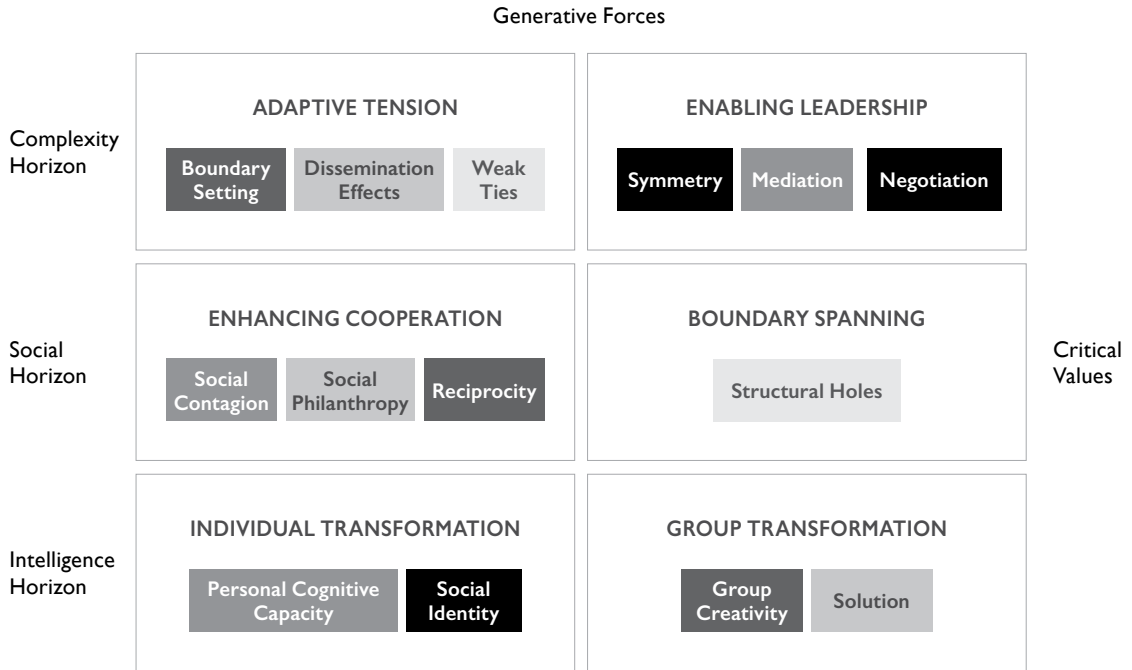 Generative Forces
Complexity
Horizon
ADAPTIVE TENSION
Boundary
Setting
Dissemination
Effects
Weak
Ties
ENABLING LEADERSHIP
Symmetry
Mediation
Negotiation
Social
Horizon
ENHANCING COOPERATION
Social
Contagion
Social
Philanthropy
Reciprocity
BOUNDARY SPANNING
Structural Holes
Critical
Values
Intelligence
Horizon
INDIVIDUAL TRANSFORMATION
Personal Cognitive
Capacity
Social
Identity
GROUP TRANSFORMATION
Group
Creativity
Solution